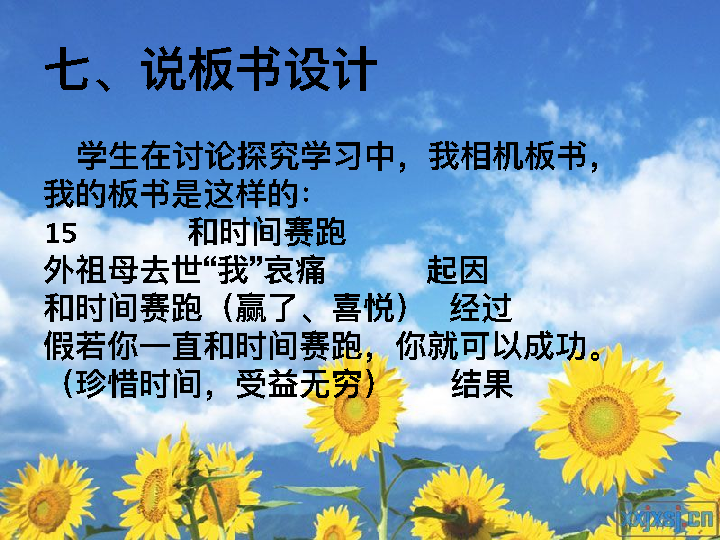 七、说板书设计
学生在讨论探究学习中，我相机板书，
我的板书是这样的：
15 和时间赛跑
外祖母去世“我”哀痛 起因
和时间赛跑（赢了、喜悦） 经过
假若你一直和时间赛跑，你就可以成功。
（珍惜时间，受益无穷） 结果